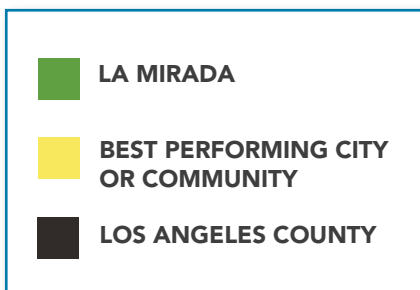 LA MIRADA
BEST PERFORMING CITY
OR COMMUNITY
LOS ANGELES COUNTY